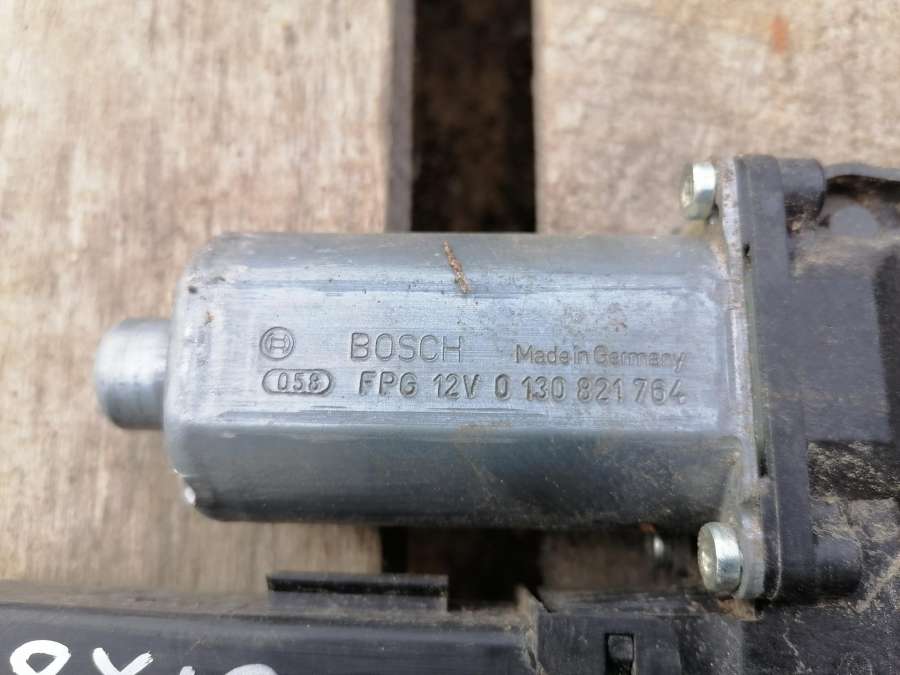 BOSCH Made in Germany
058 FPG 12V 0 130 821 764